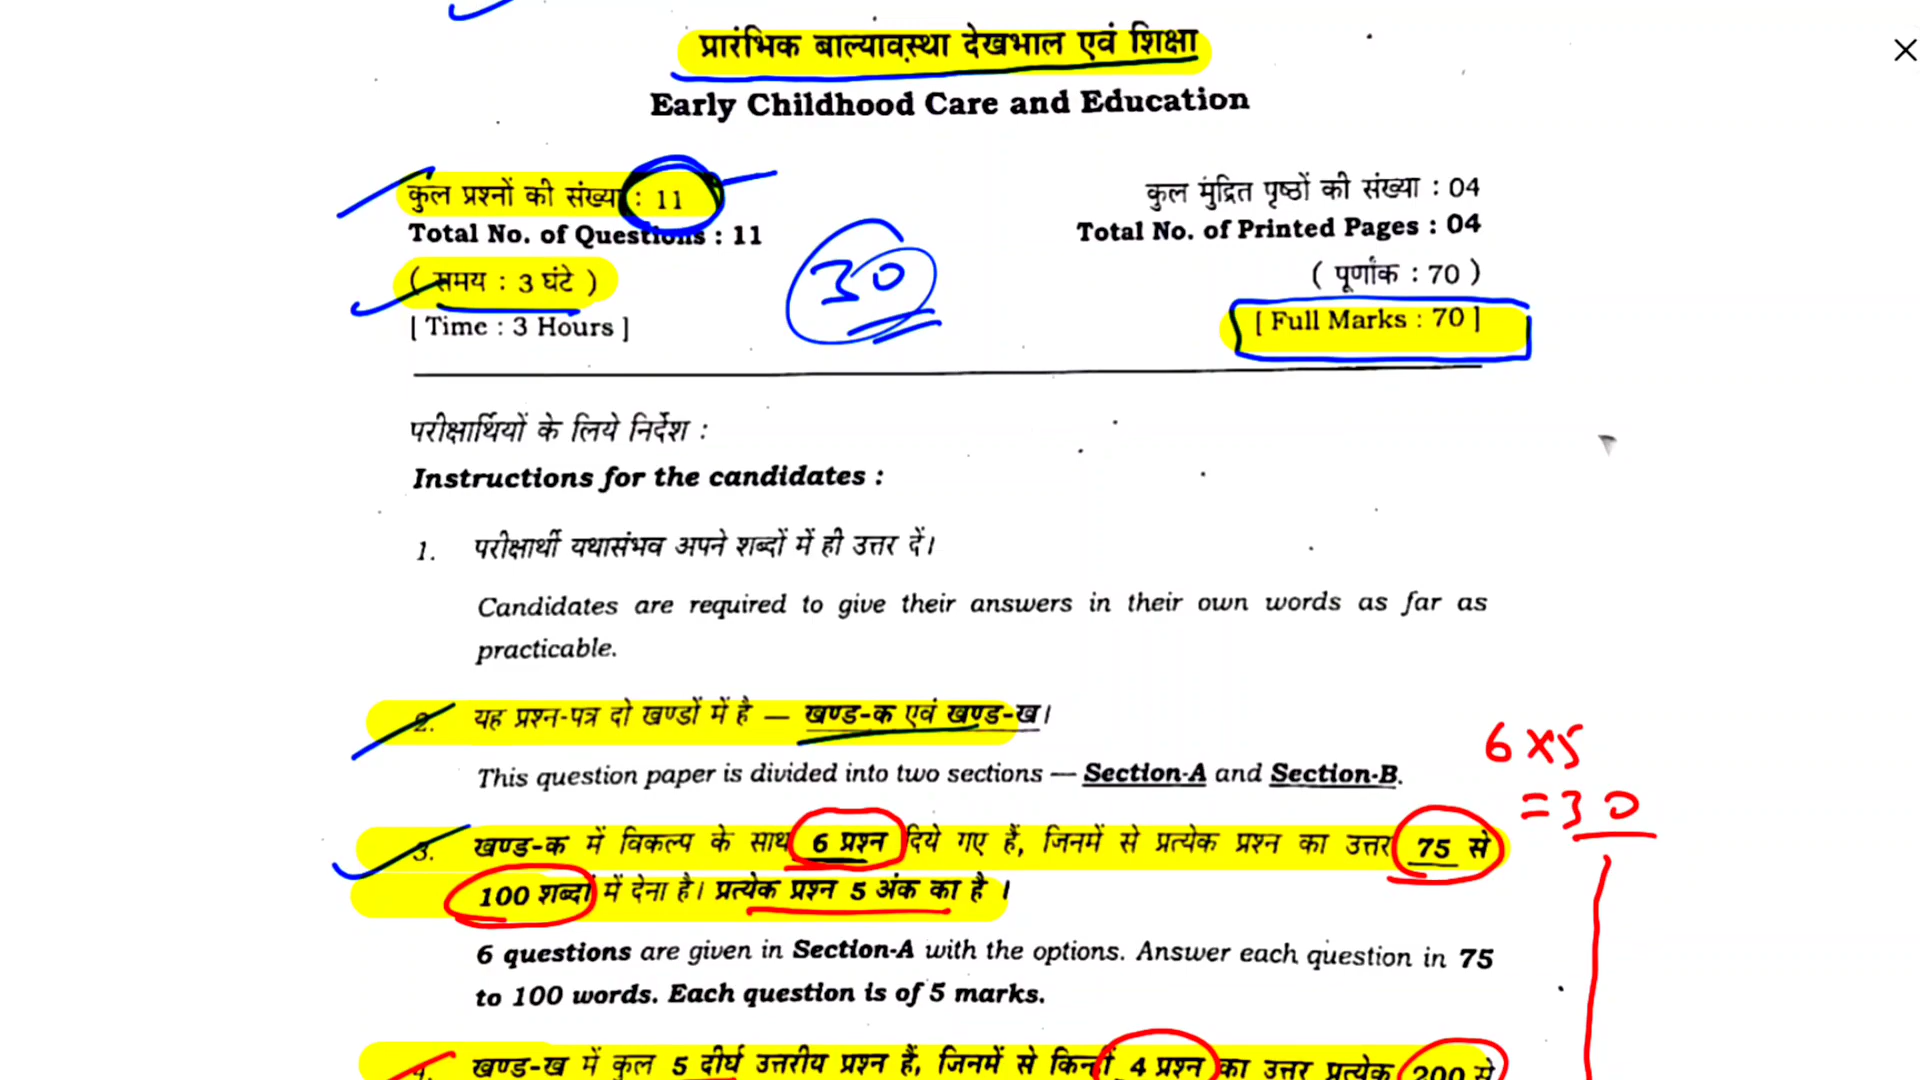 प्रारंभिक बाल्यावस्था देखभाल एवं शिक्षा
Early Childhood Care and Education
कुल प्रश्नों की संख्या : 11
कुल मुंद्रित पृष्ठों की संख्या : 04
Total No. of Questions : 11
Total No. of Printed Pages : 04
( समय : 3 घंटे )
30
( पूर्णांक : 70 )
[ Time : 3 Hours ]
[ Full Marks : 70 ]
परीक्षार्थियों के लिये निर्देश :
Instructions for the candidates :
1. परीक्षार्थी यथासंभव अपने शब्दों में ही उत्तर दें।
Candidates are required to give their answers in their own words as far as
practicable.
2. यह प्रश्न-पत्र दो खण्डों में है — खण्ड-क एवं खण्ड-ख।
This question paper is divided into two sections — Section-A and Section-B.
6 x 5
= 30
3. खण्ड-क में विकल्प के साथ 6 प्रश्न दिये गए हैं, जिनमें से प्रत्येक प्रश्न का उत्तर 75 से
100 शब्दों में देना है। प्रत्येक प्रश्न 5 अंक का है ।
6 questions are given in Section-A with the options. Answer each question in 75
to 100 words. Each question is of 5 marks.
4. खण्ड-ख में कुल 5 दीर्घ उत्तरीय प्रश्न हैं, जिनमें से किन्हीं 4 प्रश्न का उत्तर प्रत्येक 200 से